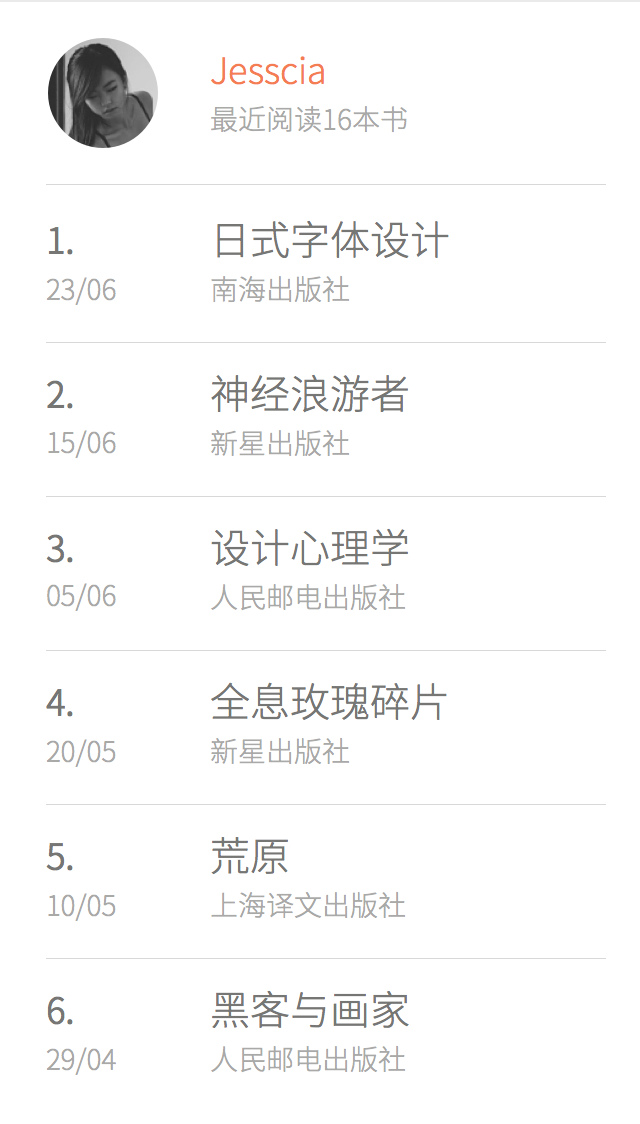 Jesscia
最近阅读16本书
1.
日式字体设计
23/06
南海出版社
2.
神经浪游者
15/06
新星出版社
3.
设计心理学
05/06
人民邮电出版社
4.
全息玫瑰碎片
20/05
新星出版社
5.
荒原
10/05
上海译文出版社
6.
黑客与画家
29/04
人民邮电出版社